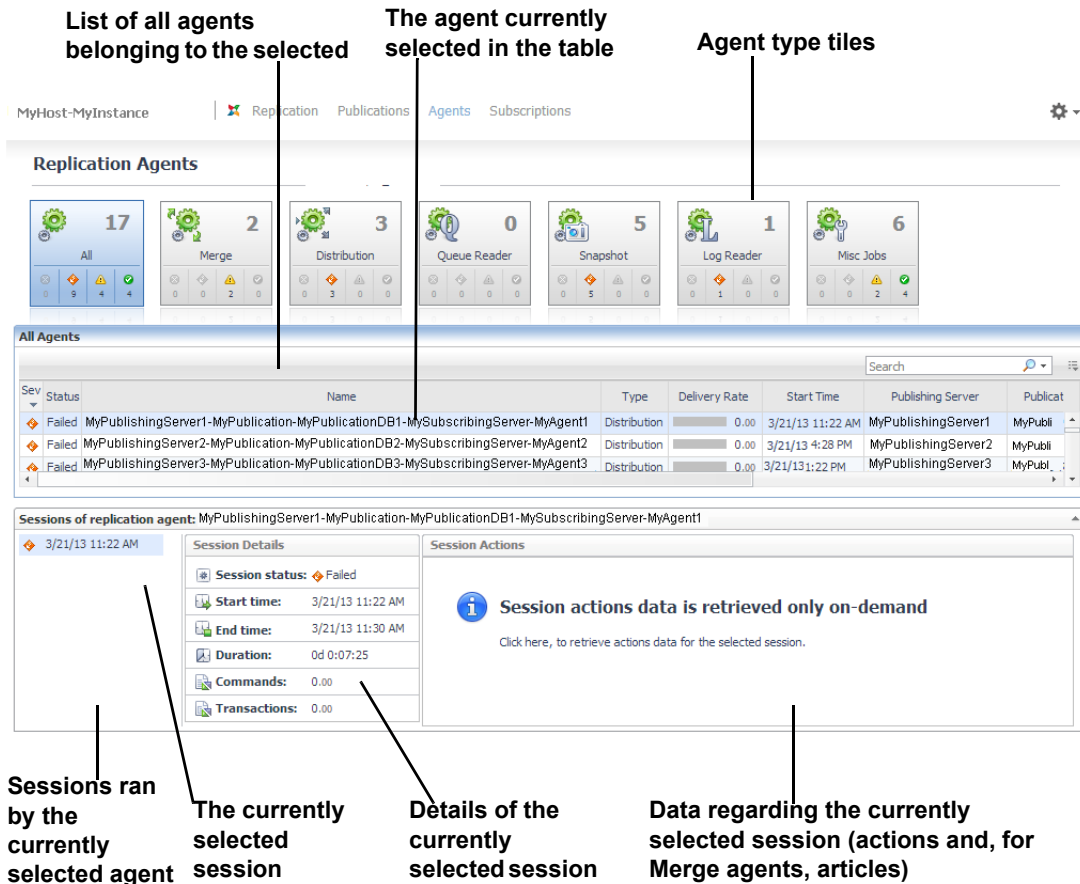 List of all agents
belonging to the selected
The agent currently
selected in the table
Agent type tiles
MyHost-MyInstance
Replication Publications Agents Subscriptions
Replication Agents
17
All
0 9 4 4
2
Merge
0 0 2 0
3
Distribution
0 3 0 0
0
Queue Reader
0 0 0 0
5
Snapshot
0 5 0 0
1
Log Reader
0 1 0 0
6
Misc Jobs
0 0 2 4
All Agents
Search
Sev Status Name Type Delivery Rate Start Time Publishing Server Publicat
Failed MyPublishingServer1-MyPublication-MyPublicationDB1-MySubscribingServer-MyAgent1 Distribution 0.00 3/21/13 11:22 AM MyPublishingServer1 MyPubli
Failed MyPublishingServer2-MyPublication-MyPublicationDB2-MySubscribingServer-MyAgent2 Distribution 0.00 3/21/13 4:28 PM MyPublishingServer2 MyPubli
Failed MyPublishingServer3-MyPublication-MyPublicationDB3-MySubscribingServer-MyAgent3 Distribution 0.00 3/21/131:22 PM MyPublishingServer3 MyPubl
Sessions of replication agent: MyPublishingServer1-MyPublication-MyPublicationDB1-MySubscribingServer-MyAgent1
3/21/13 11:22 AM
Session Details
Session status: Failed
Start time: 3/21/13 11:22 AM
End time: 3/21/13 11:30 AM
Duration: 0d 0:07:25
Commands: 0.00
Transactions: 0.00
Session Actions
Session actions data is retrieved only on-demand
Click here, to retrieve actions data for the selected session.
Sessions ran
by the
currently
selected agent
The currently
selected
session
Details of the
currently
selected session
Data regarding the currently
selected session (actions and, for
Merge agents, articles)